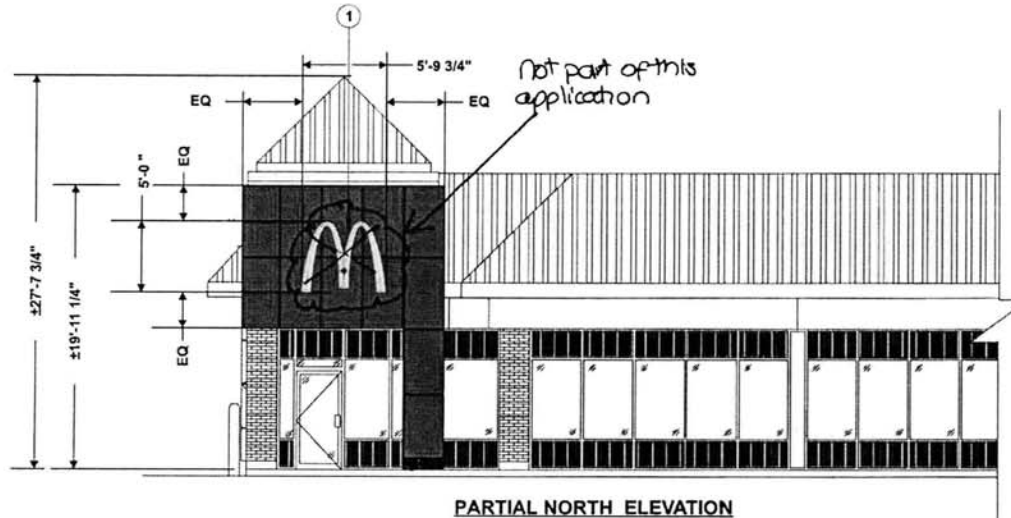 1
5'-9 3/4"
Not part of this
application
EQ
EQ
EQ
5'-0"
±27'-7 3/4"
±19'-11 1/4"
EQ
PARTIAL NORTH ELEVATION